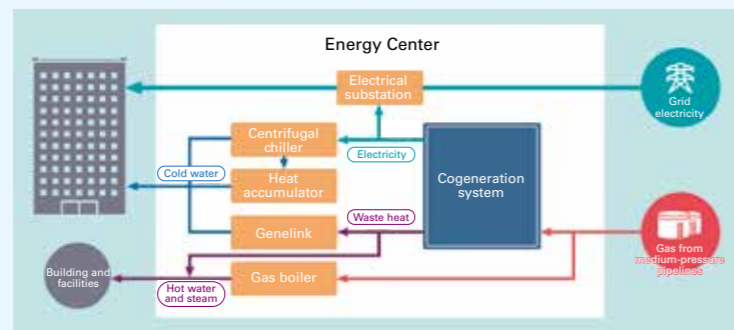 Energy Center
Electrical
substation
Grid
electricity
Centrifugal
chiller
Electricity
Cold water
Heat
accumulator
Cogeneration
system
Waste heat
Genelink
Gas from
medium-pressure
pipelines
Building and
facilities
Gas boiler
Hot water
and steam